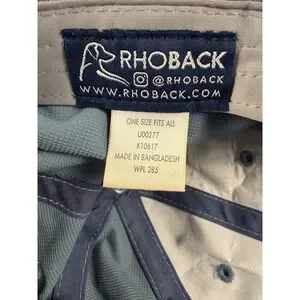 RHOBACK
@RHOBACK
WWW.RHOBACK.COM
ONE SIZE FITS ALL
U00277
K10617
MADE IN BANGLADESH
WPL 285